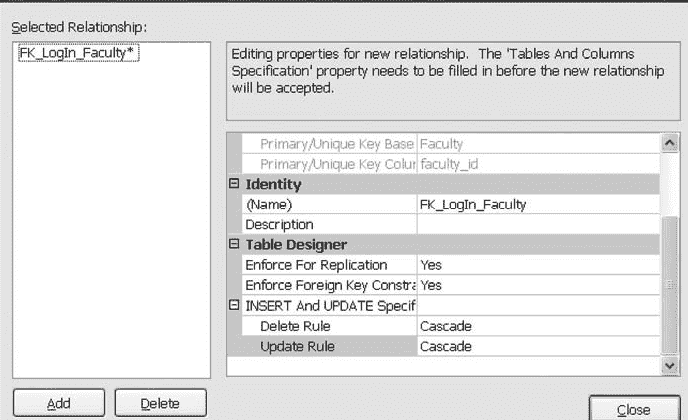 Selected Relationship:
FK_LogIn_Faculty*
Editing properties for new relationship. The 'Tables And Columns
Specification' property needs to be filled in before the new relationship
will be accepted.
Primary/Unique Key Base Faculty
Primary/Unique Key Colur faculty_id
Identity
(Name) FK_LogIn_Faculty
Description
Table Designer
Enforce For Replication Yes
Enforce Foreign Key Constra Yes
INSERT And UPDATE Specif
Delete Rule Cascade
Update Rule Cascade
Add Delete
Close